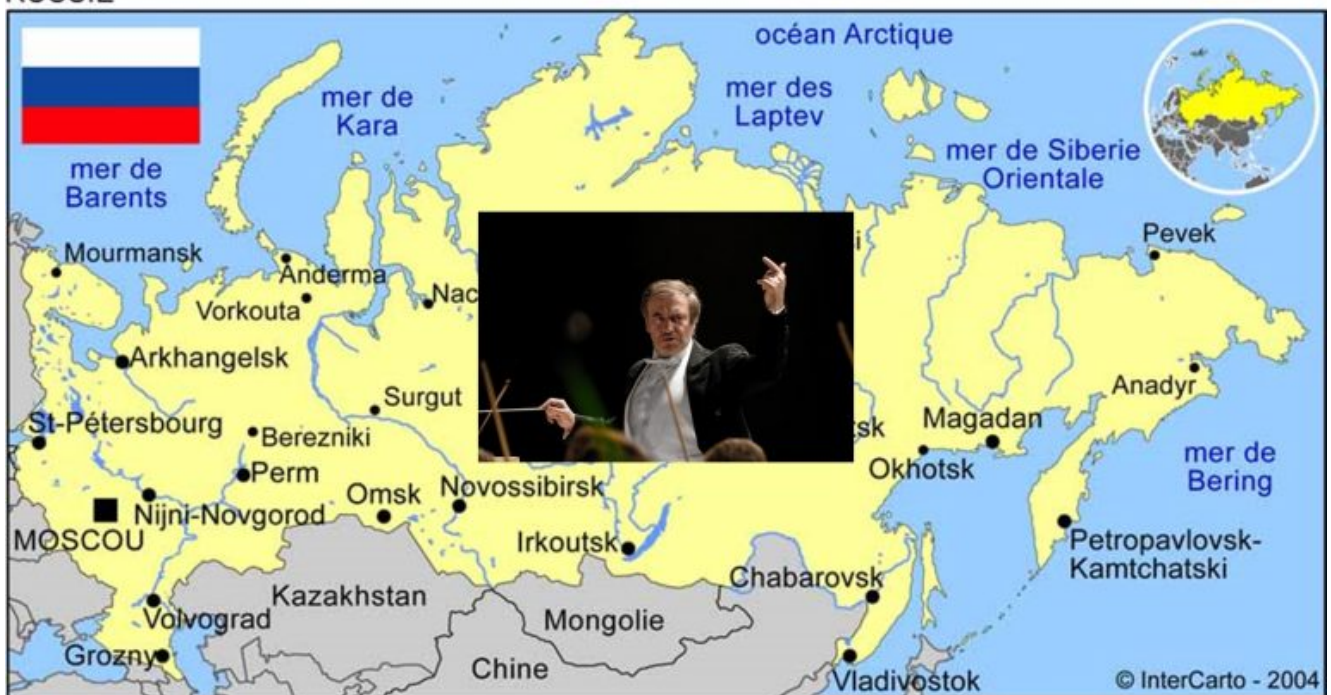 océan Arctique
mer de
Kara
mer des
Laptev
mer de
Barents
mer de Siberie
Orientale
Mourmansk
Anderma
Pevek
Vorkouta
Nac
Arkhangelsk
Anadyr
Surgut
St-Pétersbourg
Magadan
Berezniki
tsk
Okhotsk
mer de
Bering
Perm
Omsk
Novossibirsk
Nijni-Novgorod
MOSCOU
Irkoutsk
Petropavlovsk-
Kamtchatski
Chabarovsk
Kazakhstan
Volvograd
Mongolie
Grozny
Chine
Vladivostok
© InterCarto - 2004